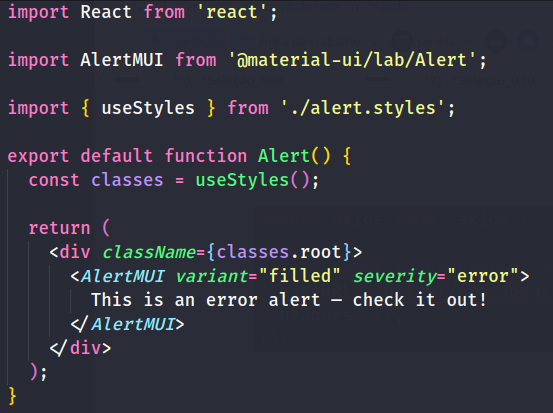 import React from 'react';
import AlertMUI from '@material-ui/lab/Alert';
import { useStyles } from './alert.styles';
export default function Alert() {
const classes = useStyles();
return (
<div className={classes.root}>
<AlertMUI variant="filled" severity="error">
This is an error alert — check it out!
</AlertMUI>
</div>
);
}